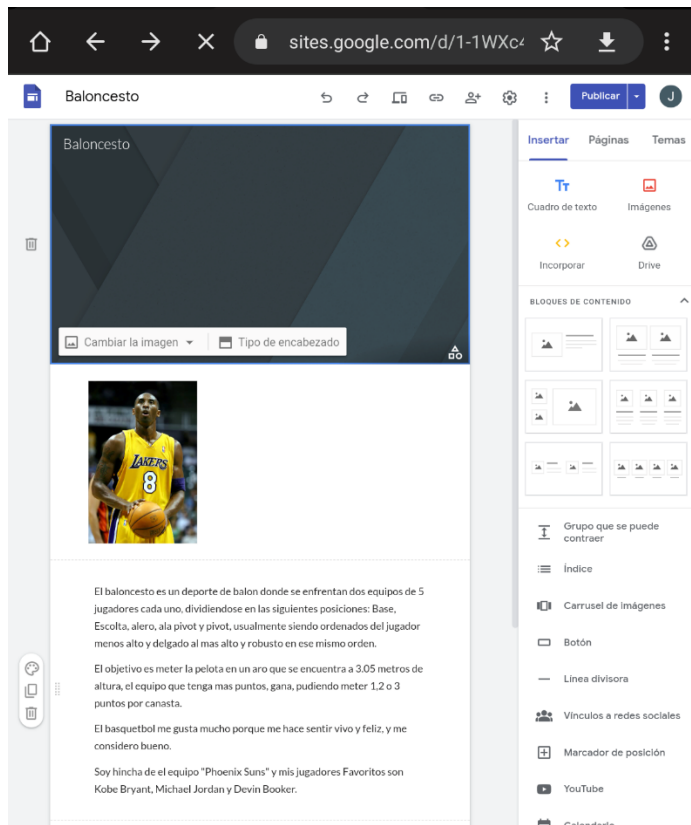 sites.google.com/d/1-1WXc4
Baloncesto
Publicar
J
Baloncesto
Cambiar la imagen
Tipo de encabezado
LAKERS
8
El baloncesto es un deporte de balon donde se enfrentan dos equipos de 5
jugadores cada uno, dividiendose en las siguientes posiciones: Base,
Escolta, alero, ala pivot y pivot, usualmente siendo ordenados del jugador
menos alto y delgado al mas alto y robusto en ese mismo orden.
El objetivo es meter la pelota en un aro que se encuentra a 3.05 metros de
altura, el equipo que tenga mas puntos, gana, pudiendo meter 1,2 o 3
puntos por canasta.
El basquetbol me gusta mucho porque me hace sentir vivo y feliz, y me
considero bueno.
Soy hincha de el equipo "Phoenix Suns" y mis jugadores Favoritos son
Kobe Bryant, Michael Jordan y Devin Booker.
Insertar Páginas Temas
Cuadro de texto Imágenes
Incorporar Drive
BLOQUES DE CONTENIDO
Grupo que se puede
contraer
Índice
Carrusel de imágenes
Botón
Línea divisora
Vínculos a redes sociales
Marcador de posición
YouTube
Calendario